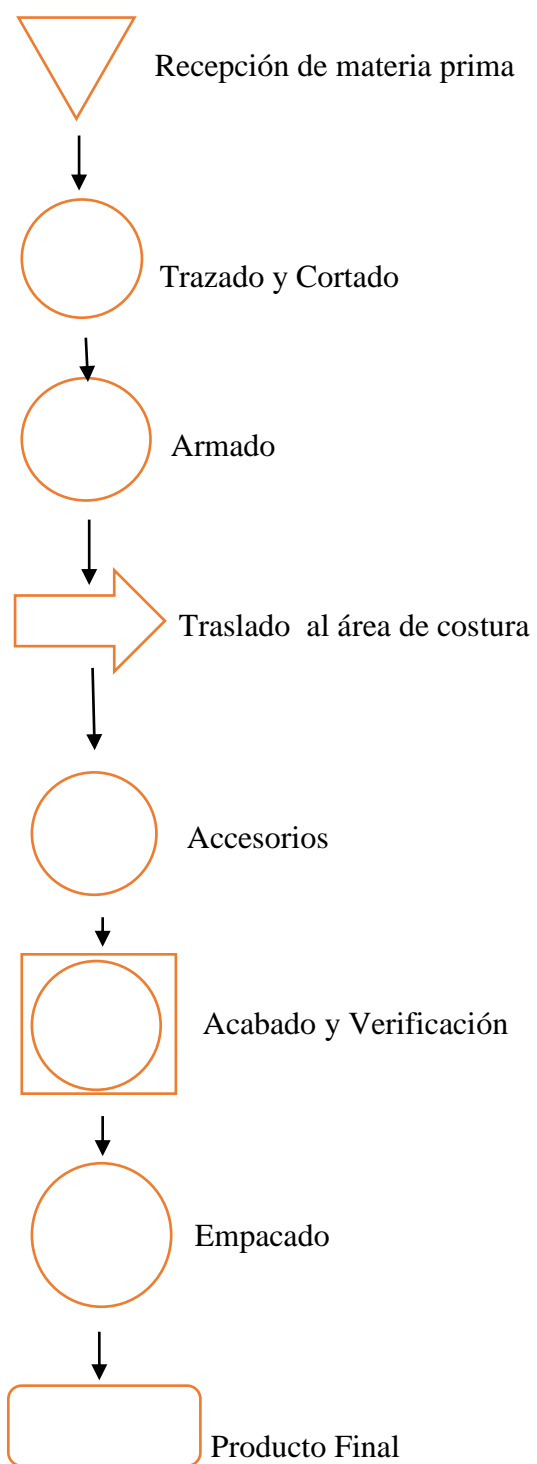 Recepción de materia prima
Trazado y Cortado
Armado
Traslado  al área de costura
Accesorios
Acabado y Verificación
Empacado
Producto Final